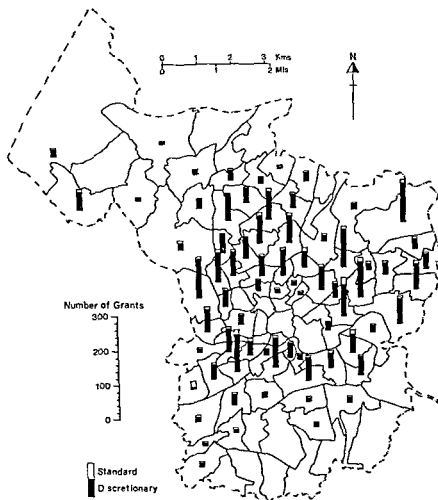 0 1 2 3 Kms
0 1 2 Mls
N
Number of Grants
300
200
100
0
Standard
Discretionary